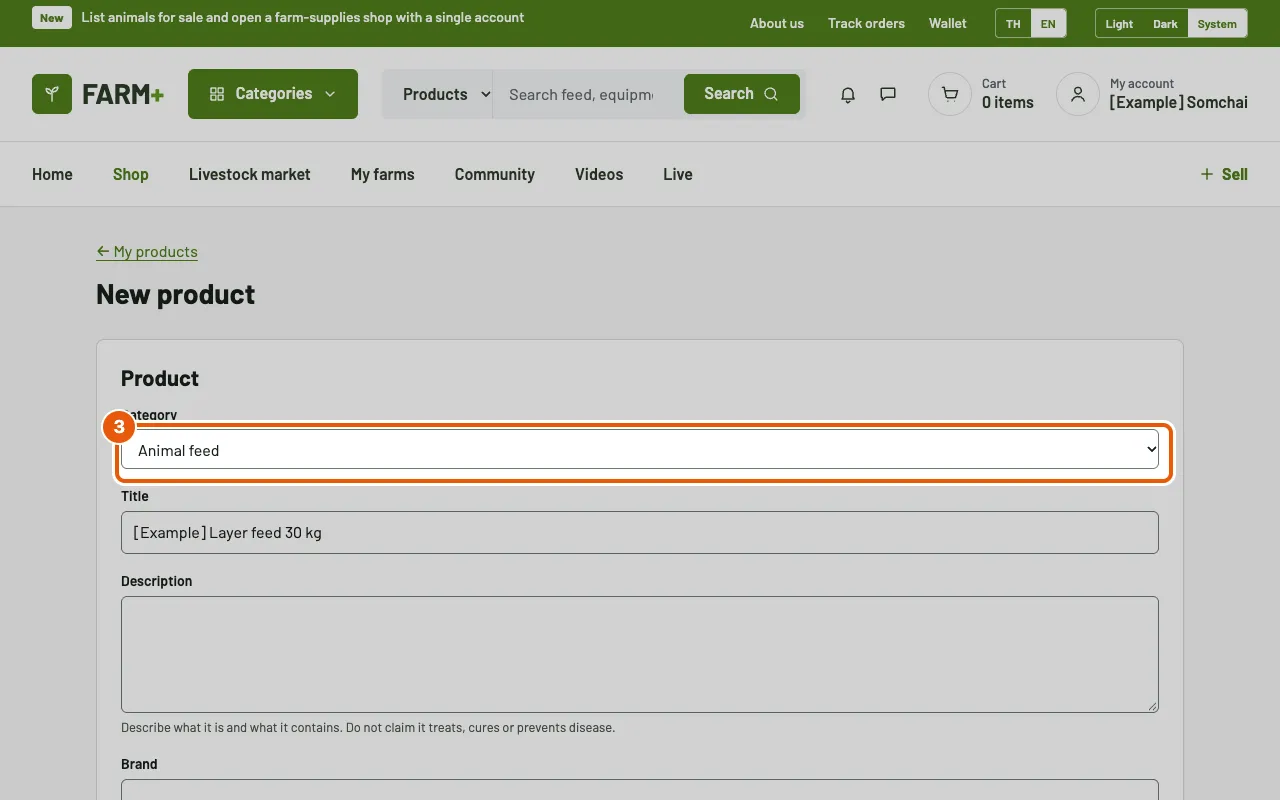 New List animals for sale and open a farm-supplies shop with a single account
About us Track orders Wallet TH EN Light Dark System
FARM+
Categories
Products
Search feed, equipm
Search
Cart
0 items
My account
[Example] Somchai
Home Shop Livestock market My farms Community Videos Live + Sell
← My products
New product
Product
3
Animal feed
Title
[Example] Layer feed 30 kg
Description
Describe what it is and what it contains. Do not claim it treats, cures or prevents disease.
Brand